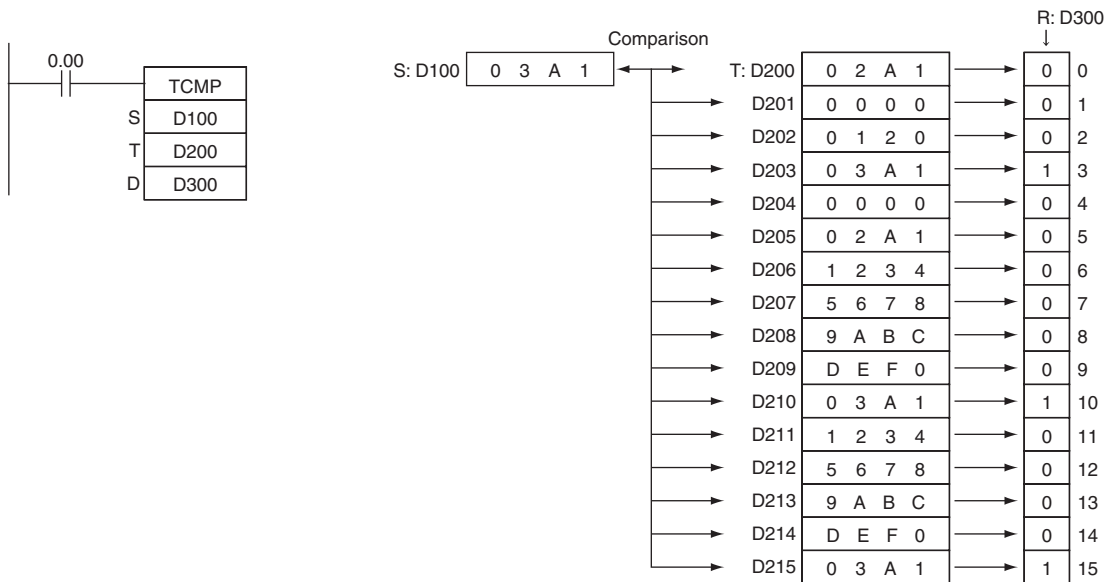 R: D300
Comparison
0.00
S: D100 0 3 A 1
T: D200 0 2 A 1 0 0
TCMP
D201 0 0 0 0 0 1
S D100
D202 0 1 2 0 0 2
T D200
D203 0 3 A 1 1 3
D D300
D204 0 0 0 0 0 4
D205 0 2 A 1 0 5
D206 1 2 3 4 0 6
D207 5 6 7 8 0 7
D208 9 A B C 0 8
D209 D E F 0 0 9
D210 0 3 A 1 1 10
D211 1 2 3 4 0 11
D212 5 6 7 8 0 12
D213 9 A B C 0 13
D214 D E F 0 0 14
D215 0 3 A 1 1 15